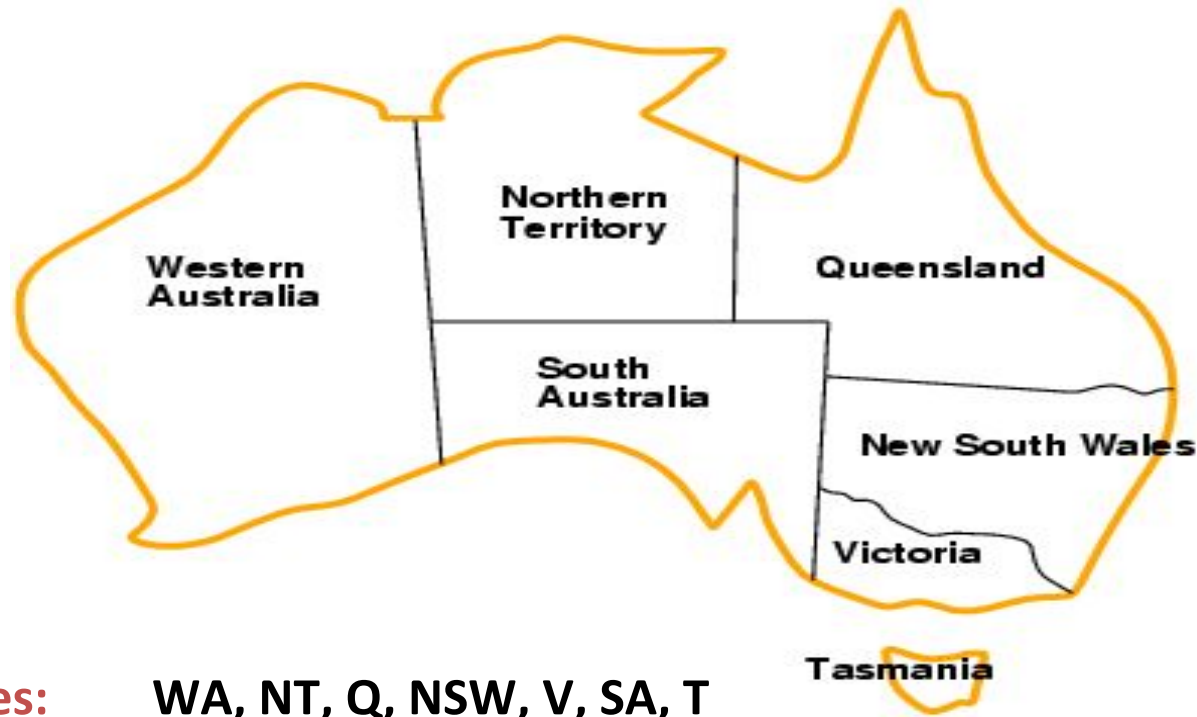 Northern
Territory
Western
Australia
Queensland
South
Australia
New South Wales
Victoria
Tasmania
es: WA, NT, Q, NSW, V, SA, T